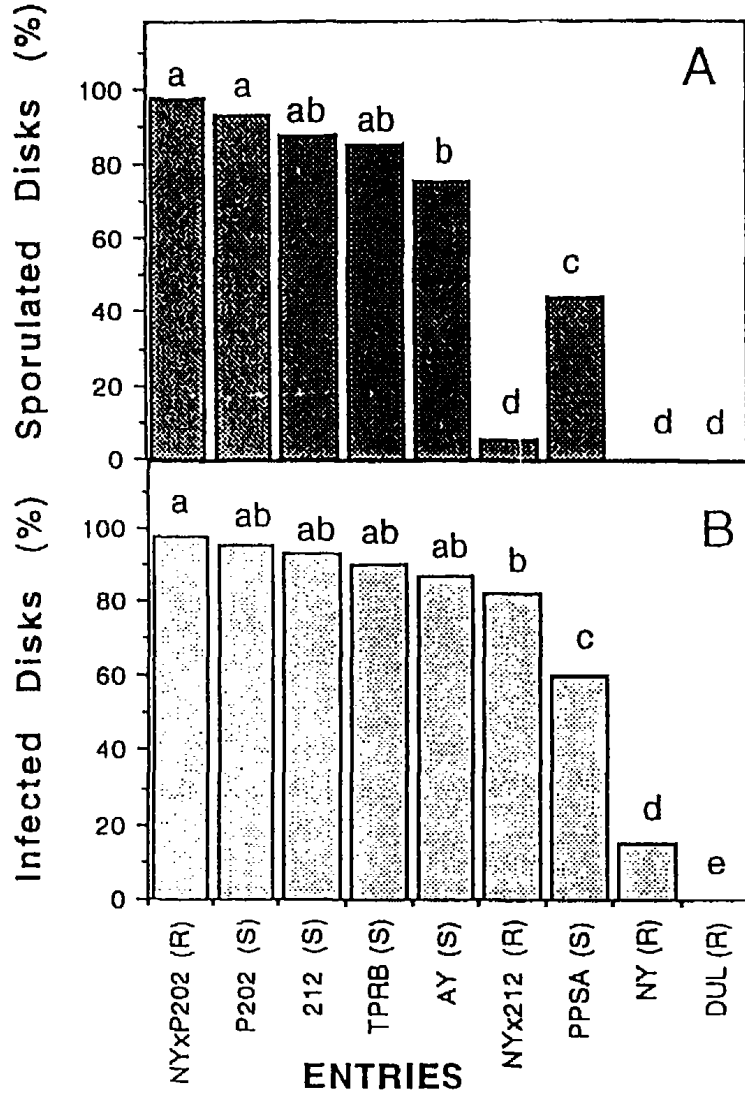 A
Sporulated Disks (%)
100
80
60
40
20
0
a a ab ab b d c d d
B
Infected Disks (%)
100
80
60
40
20
0
a ab ab ab ab b c d e
NYxP202 (R)
P202 (S)
212 (S)
TPRB (S)
AY (S)
NYx212 (R)
PPSA (S)
NY (R)
DUL (R)
ENTRIES